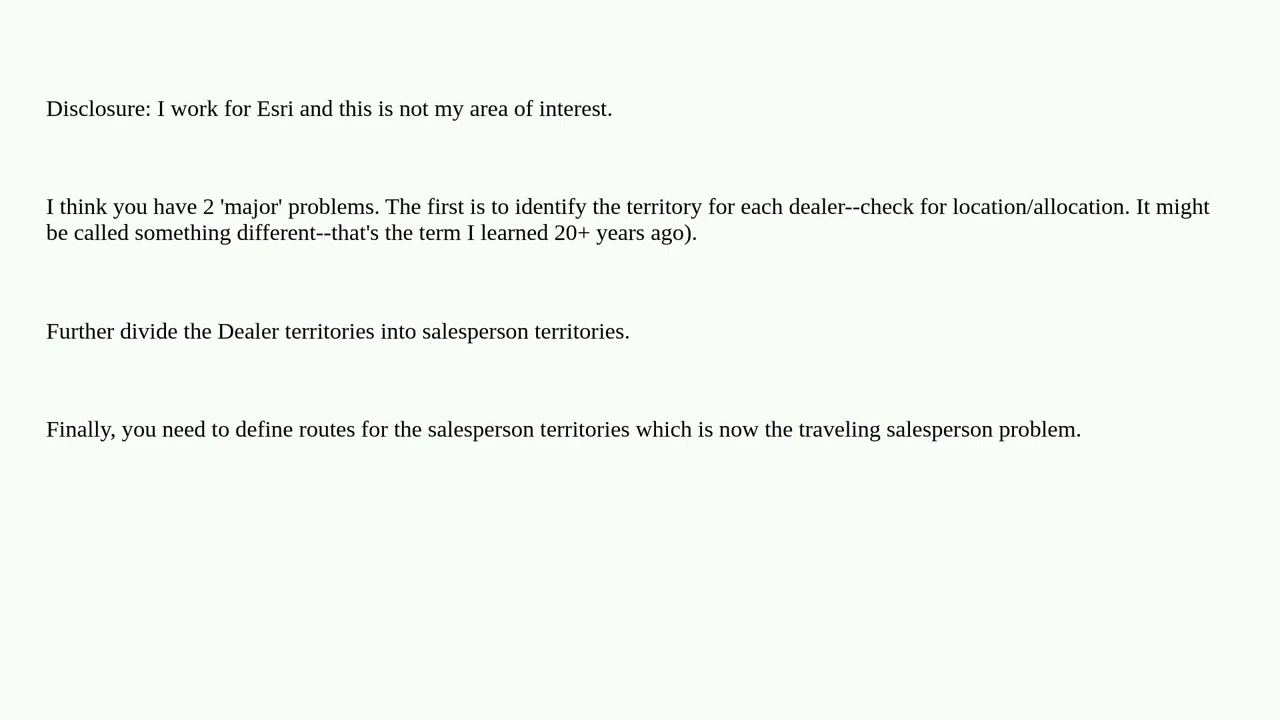 Disclosure: I work for Esri and this is not my area of interest.
I think you have 2 'major' problems. The first is to identify the territory for each dealer--check for location/allocation. It might
be called something different--that's the term I learned 20+ years ago).
Further divide the Dealer territories into salesperson territories.
Finally, you need to define routes for the salesperson territories which is now the traveling salesperson problem.